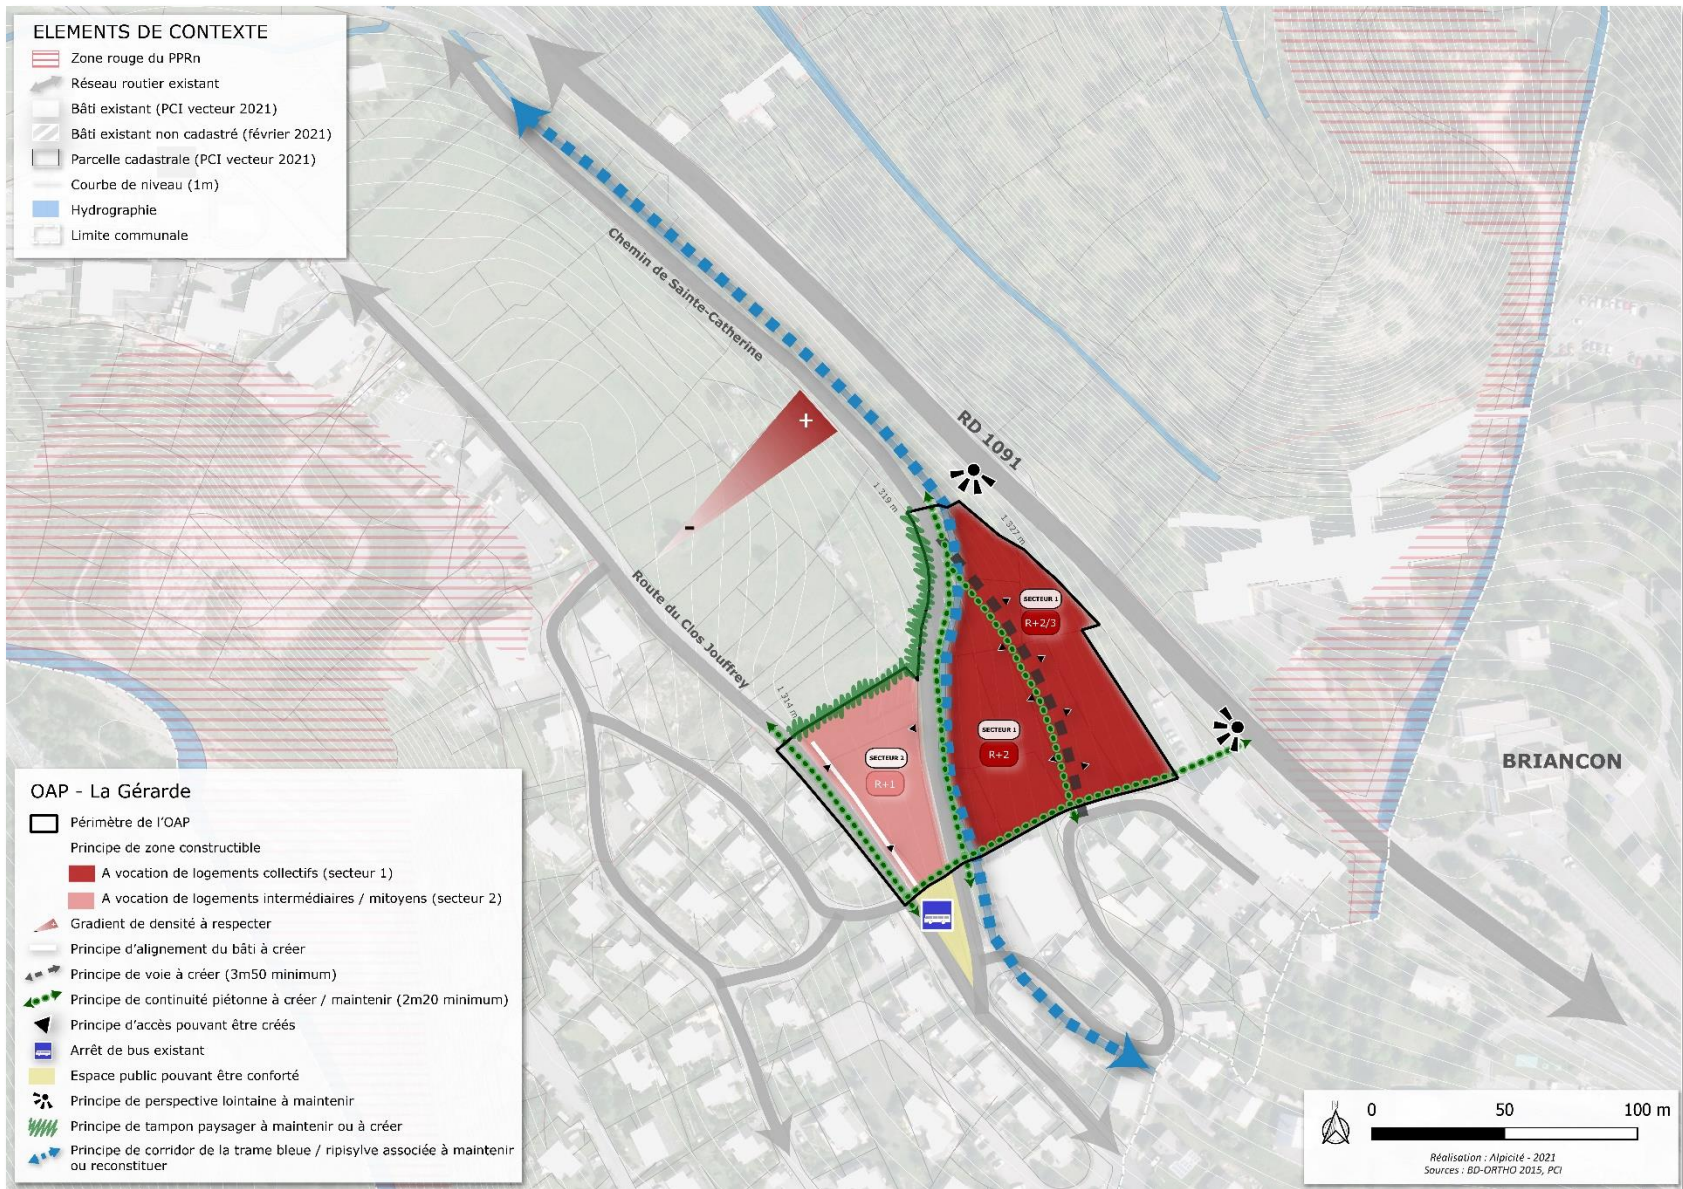 ELEMENTS DE CONTEXTE
Zone rouge du PPRn
Réseau routier existant
Bâti existant (PCI vecteur 2021)
Bâti existant non cadastré (février 2021)
Parcelle cadastrale (PCI vecteur 2021)
Courbe de niveau (1m)
Hydrographie
Limite communale
Chemin de Sainte-Catherine
RD 1091
+
-
1 319 m
1 327 m
Route du Clos Jouffrey
1 314 m
SECTEUR 1
R+2/3
SECTEUR 1
R+2
SECTEUR 2
R+1
BRIANCON
OAP - La Gérarde
Périmètre de l'OAP
Principe de zone constructible
A vocation de logements collectifs (secteur 1)
A vocation de logements intermédiaires / mitoyens (secteur 2)
Gradient de densité à respecter
Principe d'alignement du bâti à créer
Principe de voie à créer (3m50 minimum)
Principe de continuité piétonne à créer / maintenir (2m20 minimum)
Principe d'accès pouvant être créés
Arrêt de bus existant
Espace public pouvant être conforté
Principe de perspective lointaine à maintenir
Principe de tampon paysager à maintenir ou à créer
Principe de corridor de la trame bleue / ripisylve associée à maintenir
ou reconstituer
N
0 50 100 m
Réalisation : Alpicité - 2021
Sources : BD-ORTHO 2015, PCI